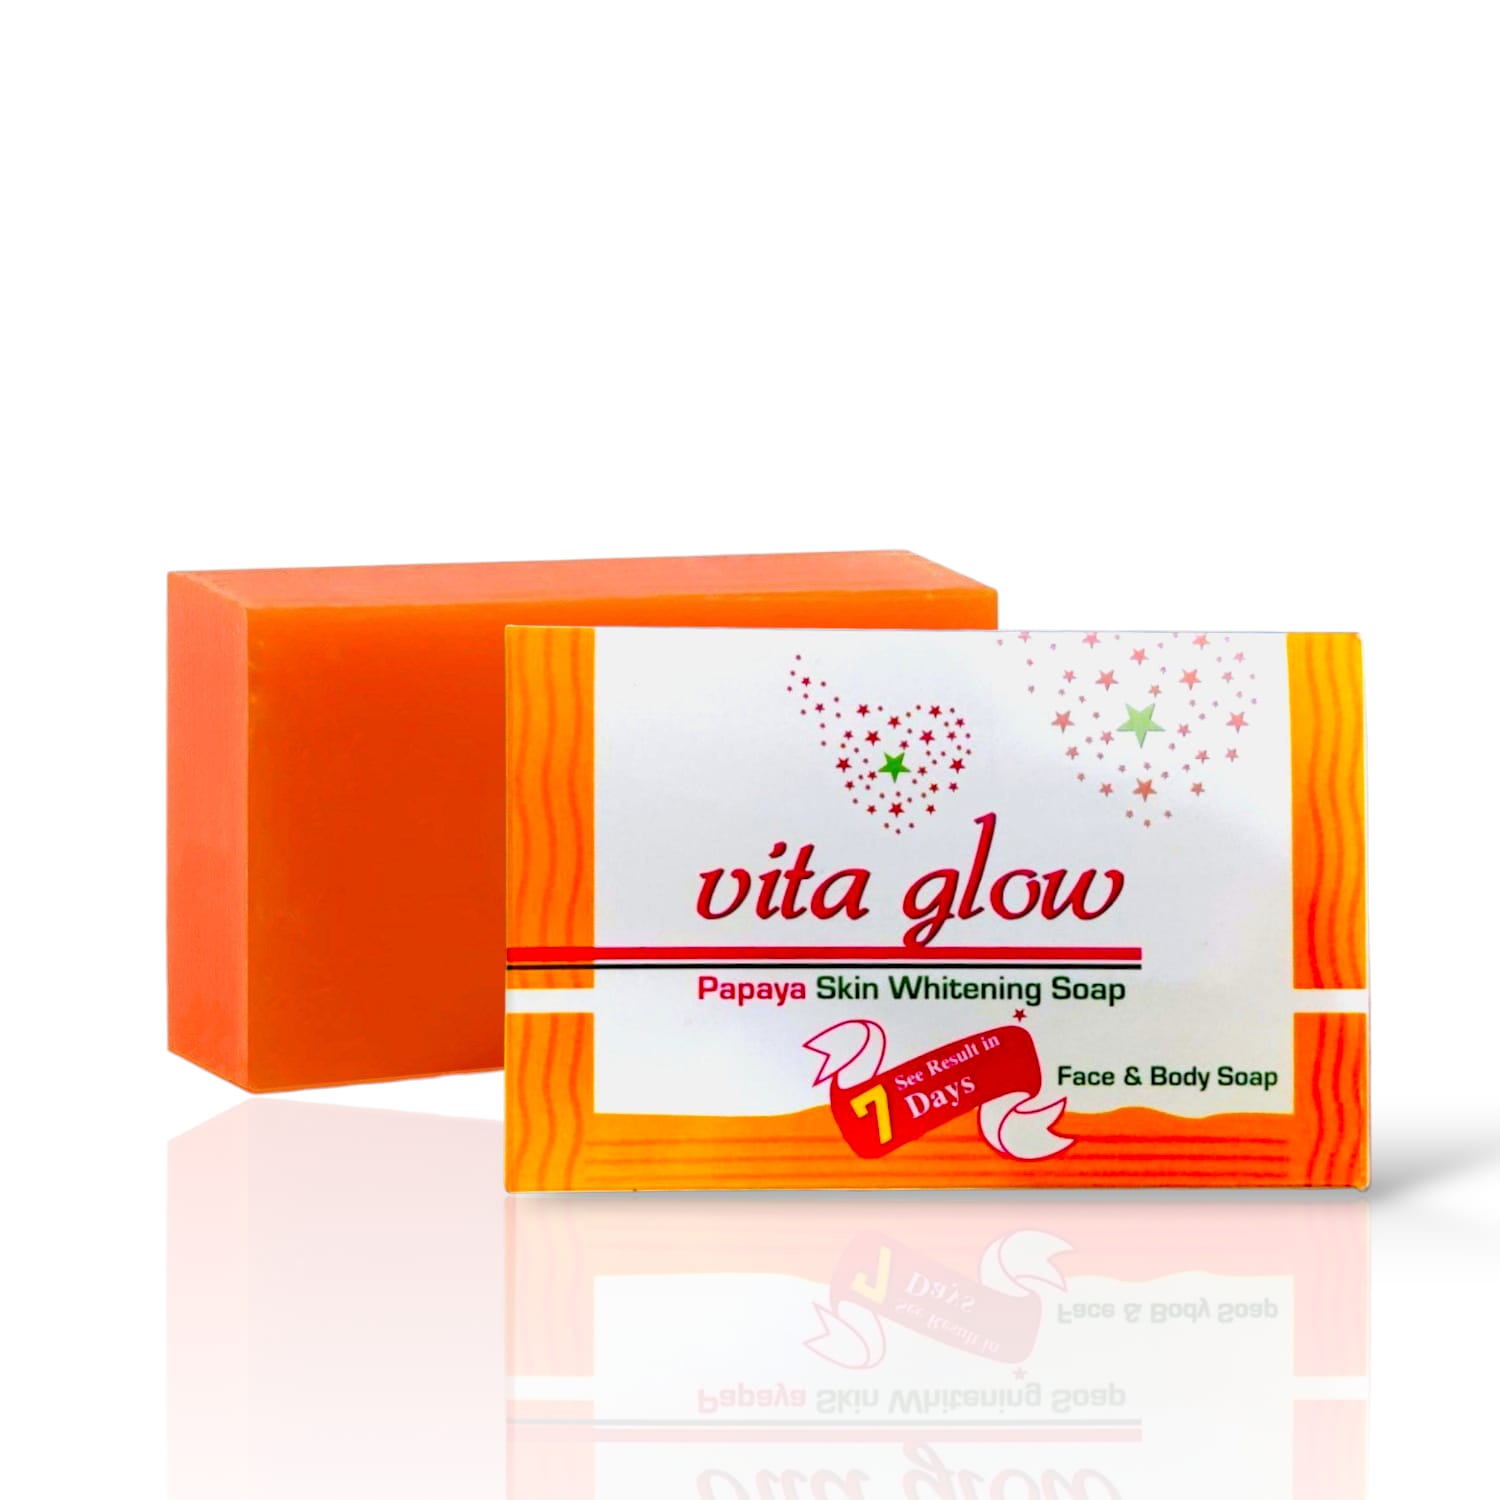 vita glow
Papaya Skin Whitening Soap
See Result in
7 Days
Face & Body Soap